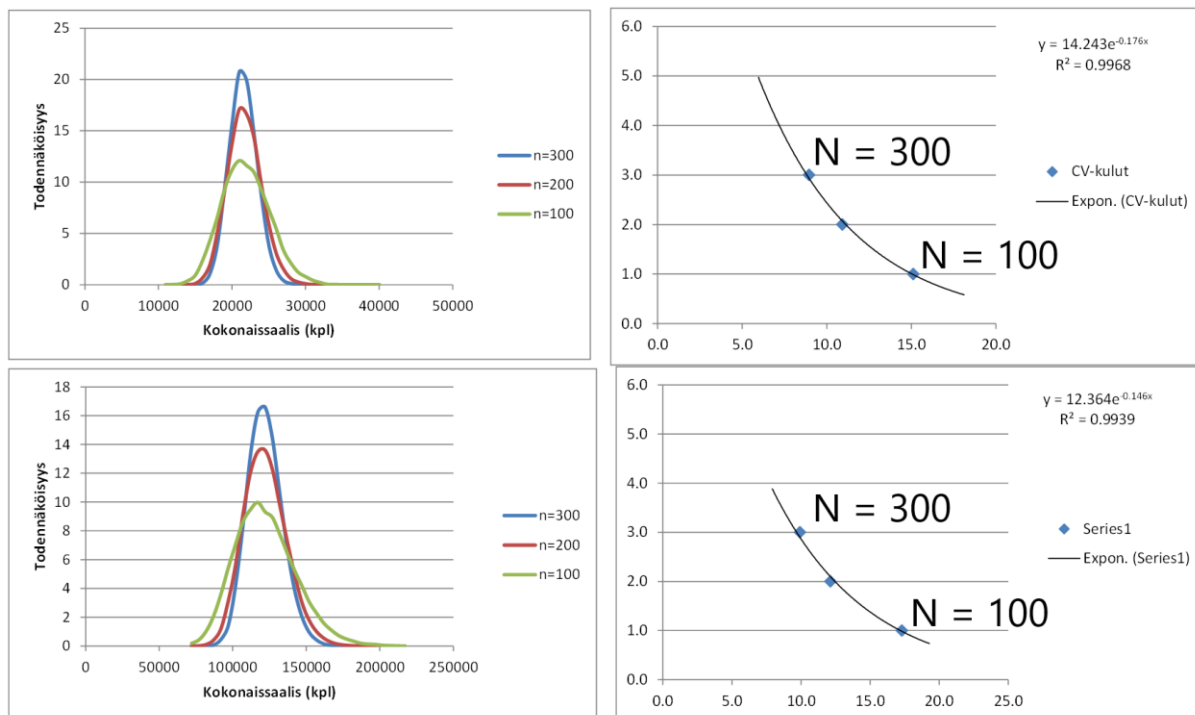 25
20
15
10
5
0
Todennäköisyys
0 10000 20000 30000 40000 50000
Kokonaissaalis (kpl)
n=300
n=200
n=100
6.0
5.0
4.0
3.0
2.0
1.0
0.0
0.0 5.0 10.0 15.0 20.0
y = 14.243e^-0.176x
R² = 0.9968
N = 300
N = 100
CV-kulut
Expon. (CV-kulut)
18
16
14
12
10
8
6
4
2
0
Todennäköisyys
0 50000 100000 150000 200000 250000
Kokonaissaalis (kpl)
n=300
n=200
n=100
6.0
5.0
4.0
3.0
2.0
1.0
0.0
0.0 5.0 10.0 15.0 20.0 25.0
y = 12.364e^-0.146x
R² = 0.9939
N = 300
N = 100
Series1
Expon. (Series1)